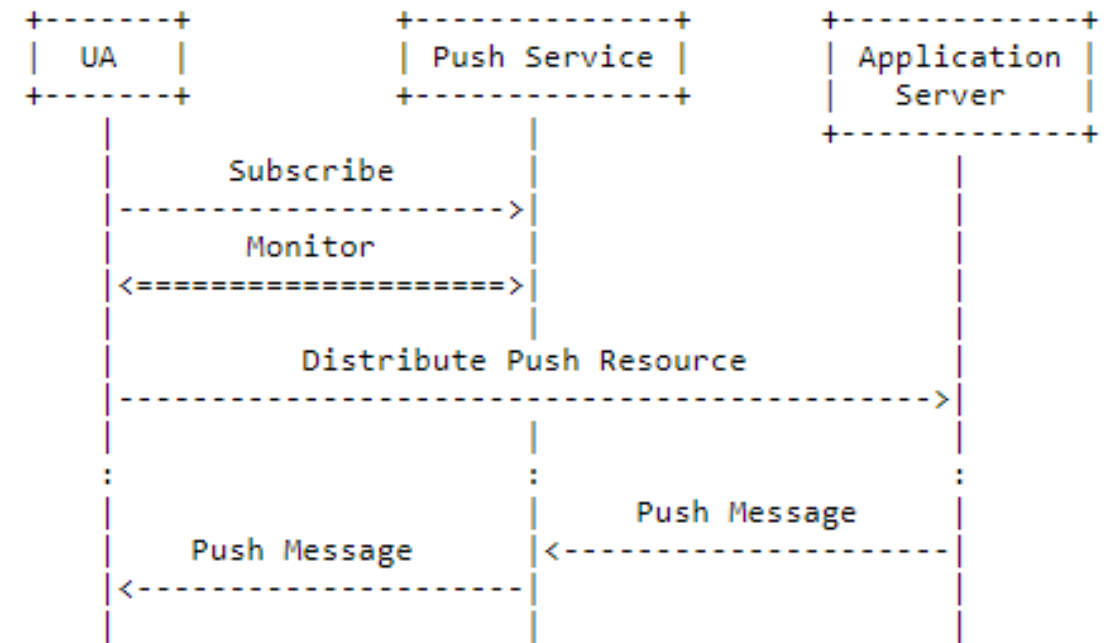 +-------+           +--------------+       +-------------+
|  UA   |           | Push Service |       | Application |
+-------+           +--------------+       |   Server    |
    |                      |               +-------------+
    |      Subscribe       |                      |
    |--------------------->|                      |
    |       Monitor        |                      |
    |<====================>|                      |
    |                      |                      |
    |          Distribute Push Resource           |
    |-------------------------------------------->|
    |                      |                      |
    :                      :                      :
    |                      |     Push Message     |
    |    Push Message      |<---------------------|
    |<---------------------|                      |
    |                      |                      |